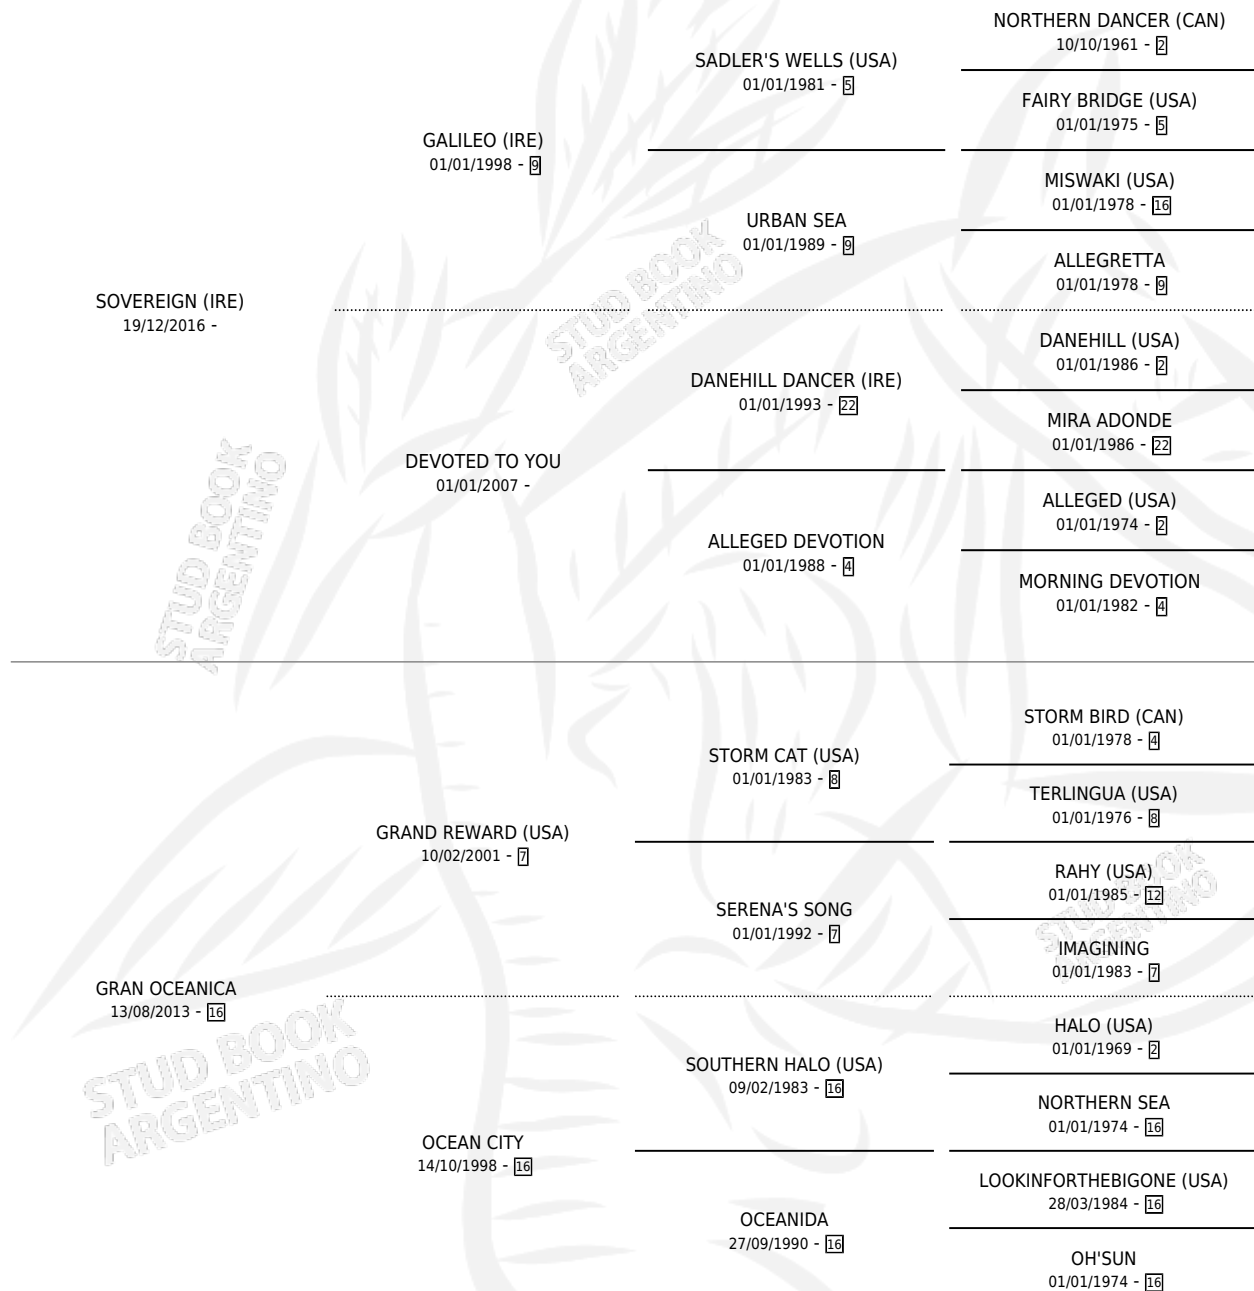 NORTHERN DANCER (CAN)
10/10/1961 - 2
SADLER'S WELLS (USA)
01/01/1981 - 5
FAIRY BRIDGE (USA)
01/01/1975 - 5
GALILEO (IRE)
01/01/1998 - 9
MISWAKI (USA)
01/01/1978 - 16
URBAN SEA
01/01/1989 - 9
ALLEGRETTA
01/01/1978 - 9
SOVEREIGN (IRE)
19/12/2016 -
DANEHILL (USA)
01/01/1986 - 2
DANEHILL DANCER (IRE)
01/01/1993 - 22
MIRA ADONDE
01/01/1986 - 22
DEVOTED TO YOU
01/01/2007 -
ALLEGED (USA)
01/01/1974 - 2
ALLEGED DEVOTION
01/01/1988 - 4
MORNING DEVOTION
01/01/1982 - 4
STORM BIRD (CAN)
01/01/1978 - 4
STORM CAT (USA)
01/01/1983 - 8
TERLINGUA (USA)
01/01/1976 - 8
GRAND REWARD (USA)
10/02/2001 - 7
RAHY (USA)
01/01/1985 - 12
SERENA'S SONG
01/01/1992 - 7
IMAGINING
01/01/1983 - 7
GRAN OCEANICA
13/08/2013 - 16
HALO (USA)
01/01/1969 - 2
SOUTHERN HALO (USA)
09/02/1983 - 16
NORTHERN SEA
01/01/1974 - 16
OCEAN CITY
14/10/1998 - 16
LOOKINFORTHEBIGONE (USA)
28/03/1984 - 16
OCEANIDA
27/09/1990 - 16
OH'SUN
01/01/1974 - 16
STUD BOOK
ARGENTINO
STUD BOOK
ARGENTINO
STUD BOOK
ARGENTINO
STUD BOOK
ARGENTINO